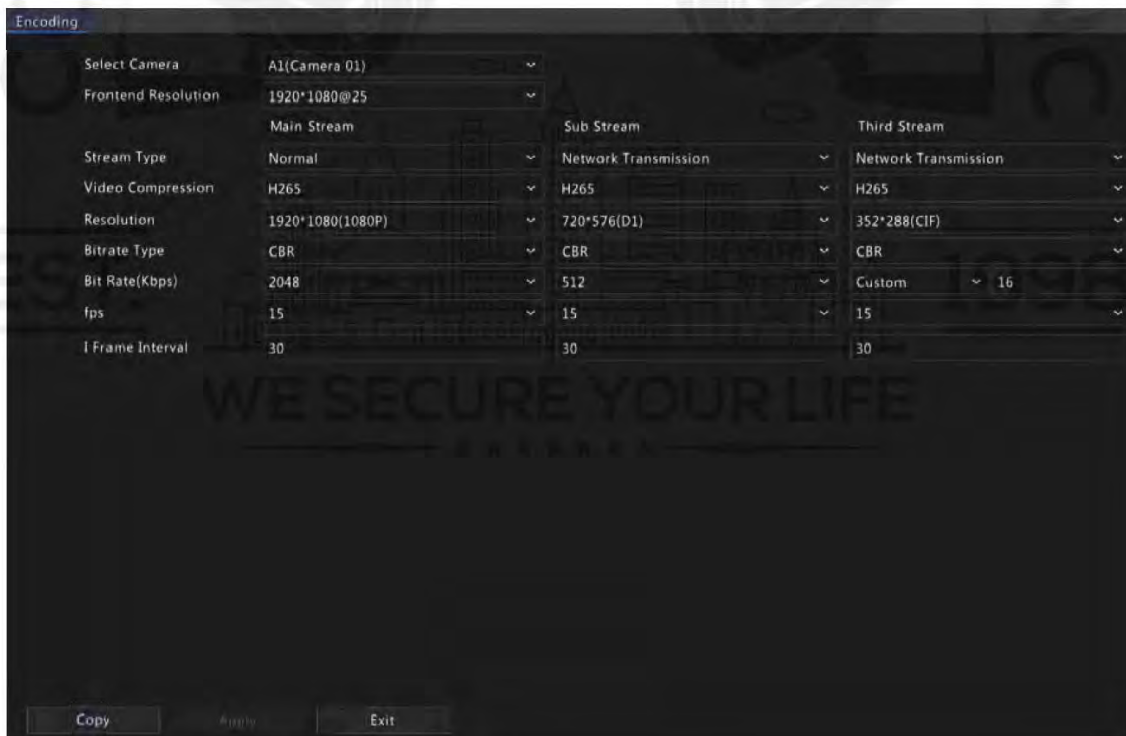 Encoding
Select Camera A1(Camera 01)
Frontend Resolution 1920*1080@25
Main Stream Sub Stream Third Stream
Stream Type Normal Network Transmission Network Transmission
Video Compression H265 H265 H265
Resolution 1920*1080(1080P) 720*576(D1) 352*288(CIF)
Bitrate Type CBR CBR CBR
Bit Rate(Kbps) 2048 512 Custom 16
fps 15 15 15
I Frame Interval 30 30 30
EST. 1998
WE SECURE YOUR LIFE
Copy Apply Exit